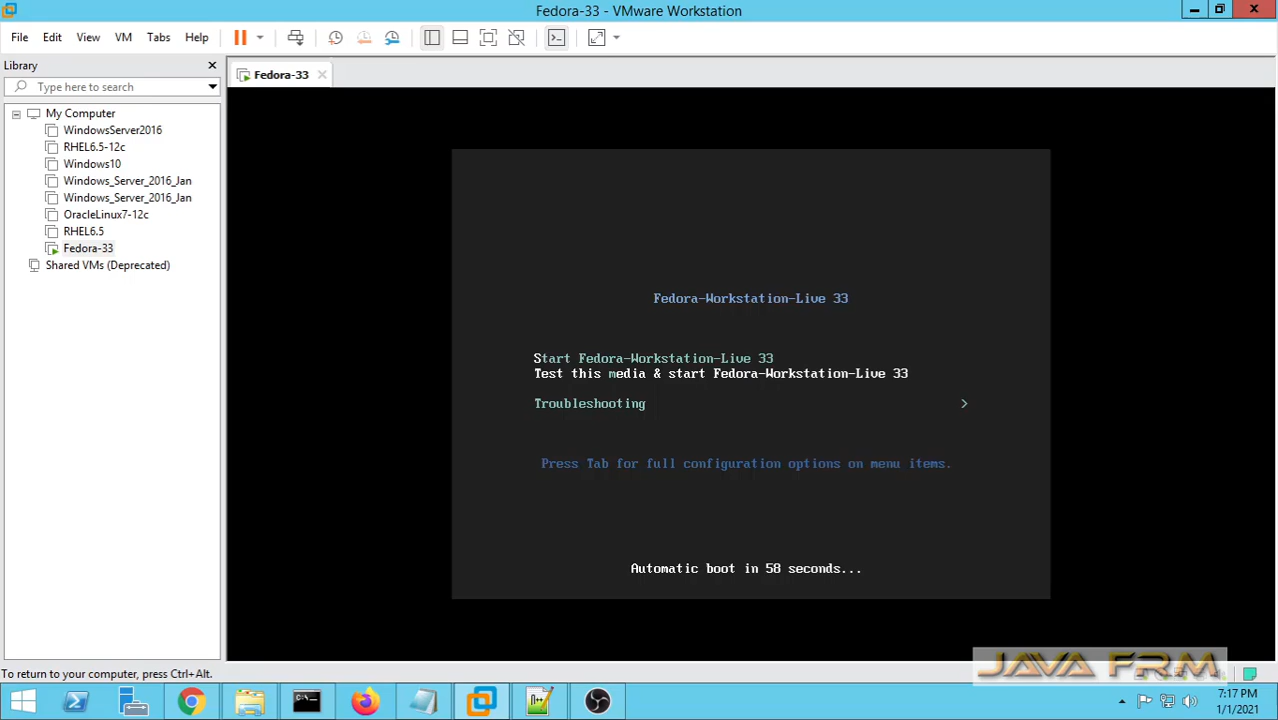 Fedora-33 - VMware Workstation
File Edit View VM Tabs Help
Library
Type here to search
My Computer
WindowsServer2016
RHEL6.5-12c
Windows10
Windows_Server_2016_Jan
Windows_Server_2016_Jan
OracleLinux7-12c
RHEL6.5
Fedora-33
Shared VMs (Deprecated)
Fedora-33
Fedora-Workstation-Live 33
Start Fedora-Workstation-Live 33
Test this media & start Fedora-Workstation-Live 33
Troubleshooting >
Press Tab for full configuration options on menu items.
Automatic boot in 58 seconds...
To return to your computer, press Ctrl+Alt.
JAVA FRM
7:17 PM
1/1/2021